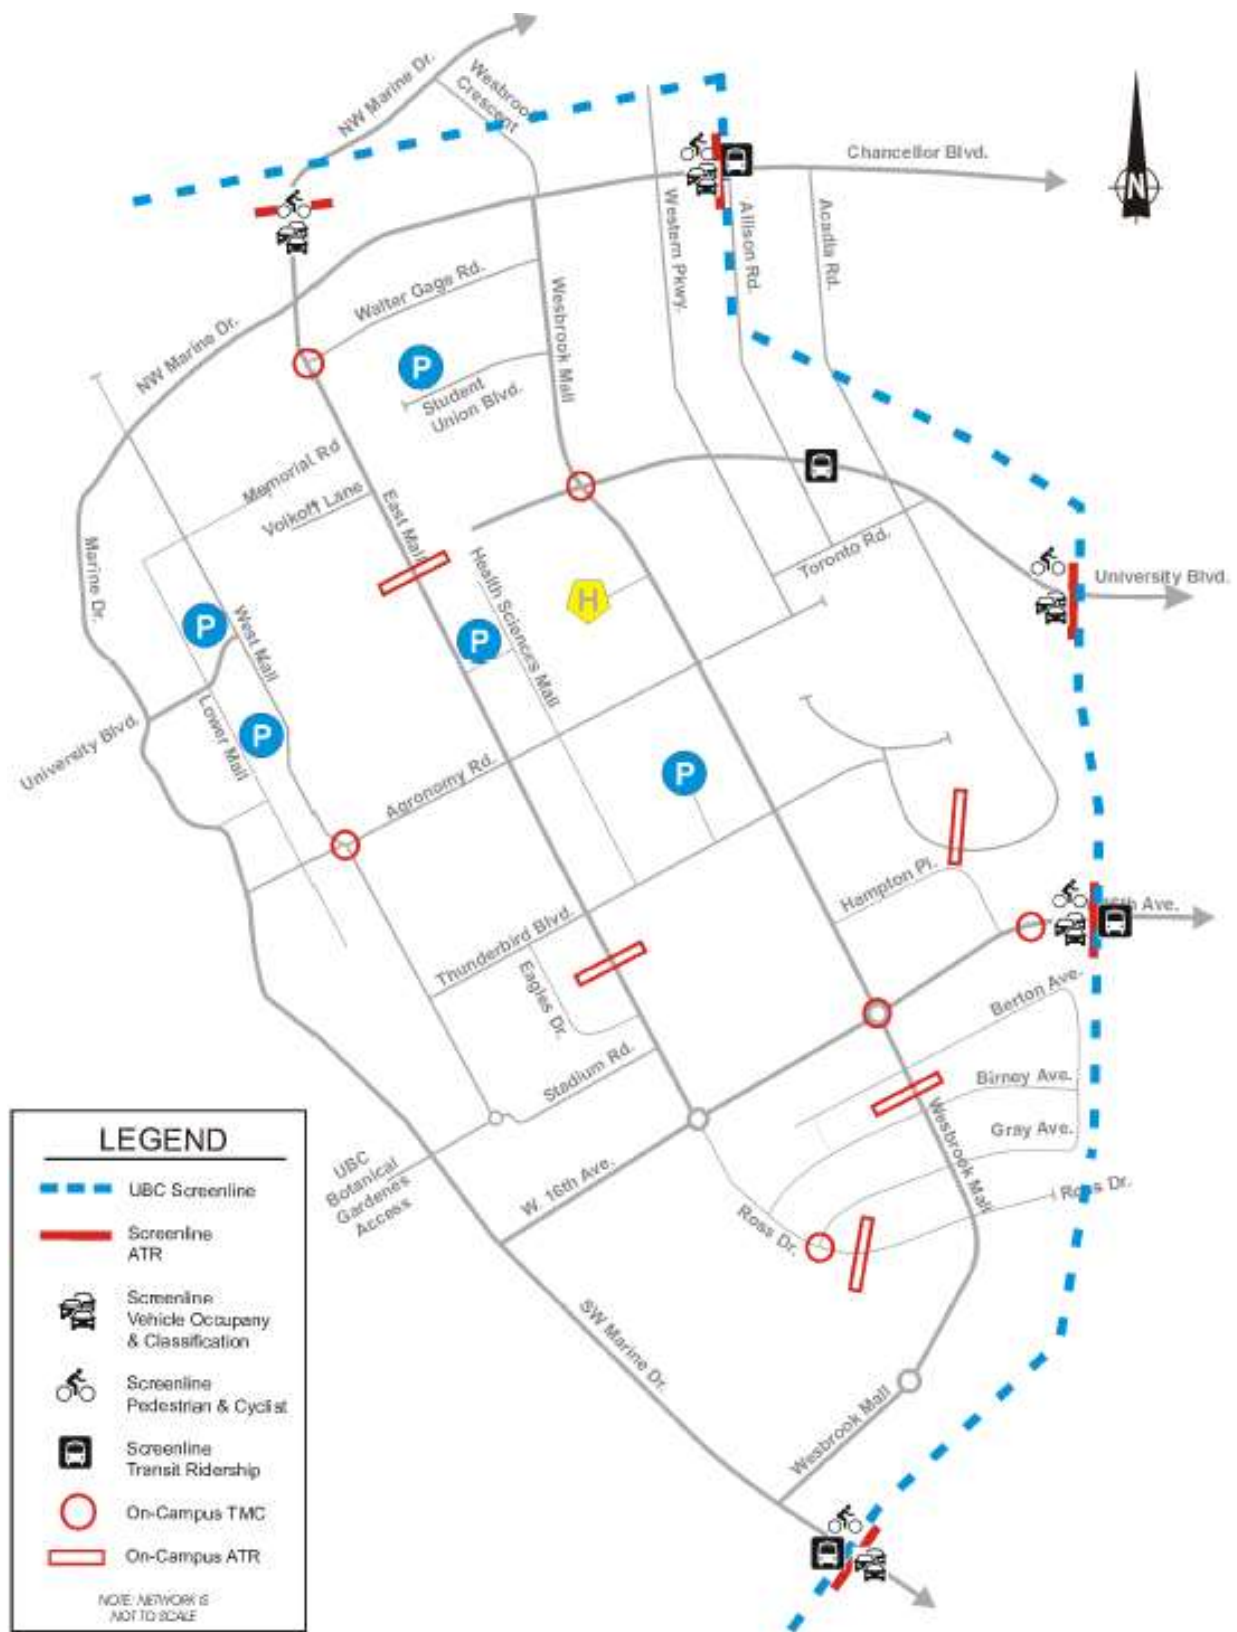 NW Marine Dr.
Wesbrook
Crescent
Chancellor Blvd.
N
Western Pkwy.
Allison Rd.
Acadia Rd.
Walter Gage Rd.
Wesbrook Mall
NW Marine Dr.
P
Student
Union Blvd.
Memorial Rd
Volkoff Lane
East Mall
Health Sciences Mall
Toronto Rd.
University Blvd.
Marine Dr.
H
P
P
West Mall
Lower Mall
P
University Blvd.
Agronomy Rd.
P
Hampton Pl.
16th Ave.
Thunderbird Blvd.
Eagles Dr.
Berton Ave.
Stadium Rd.
Birney Ave.
Wesbrook Mall
Gray Ave.
UBC
Botanical
Gardenes
Access
W. 16th Ave.
Ross Dr.
Ross Dr.
SW Marine Dr.
Wesbrook Mall
LEGEND
UBC Screenline
Screenline
ATR
Screenline
Vehicle Occupany
& Classification
Screenline
Pedestrian & Cyclist
Screenline
Transit Ridership
On-Campus TMC
On-Campus ATR
NOTE: NETWORK IS
NOT TO SCALE